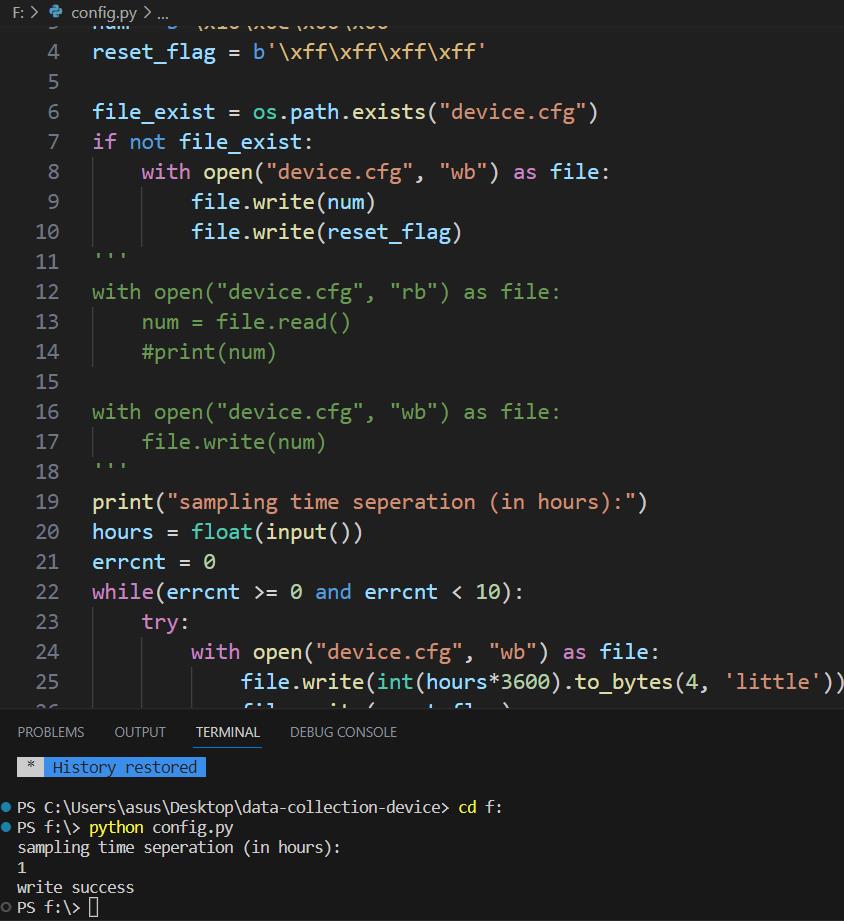 F: > config.py > ...
4 reset_flag = b'\xff\xff\xff\xff'
5
6 file_exist = os.path.exists("device.cfg")
7 if not file_exist:
8     with open("device.cfg", "wb") as file:
9         file.write(num)
10         file.write(reset_flag)
11 '''
12 with open("device.cfg", "rb") as file:
13     num = file.read()
14     #print(num)
15
16 with open("device.cfg", "wb") as file:
17     file.write(num)
18 '''
19 print("sampling time seperation (in hours):")
20 hours = float(input())
21 errcnt = 0
22 while(errcnt >= 0 and errcnt < 10):
23     try:
24         with open("device.cfg", "wb") as file:
25             file.write(int(hours*3600).to_bytes(4, 'little'))
PROBLEMS OUTPUT TERMINAL DEBUG CONSOLE
* History restored
PS C:\Users\asus\Desktop\data-collection-device> cd f:
PS f:\> python config.py
sampling time seperation (in hours):
1
write success
PS f:\>